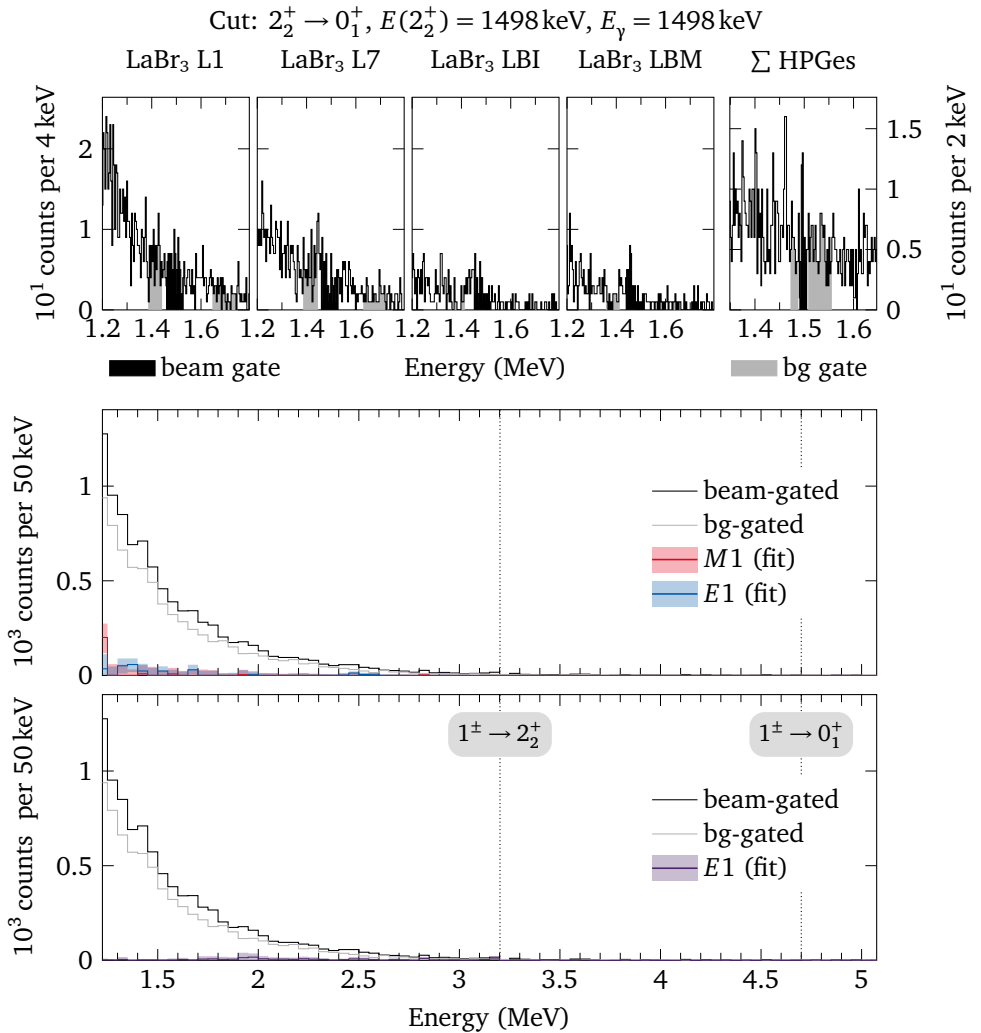 Cut: 2₂⁺ → 0₁⁺, E(2₂⁺) = 1498 keV, Eᵧ = 1498 keV
LaBr₃ L1 LaBr₃ L7 LaBr₃ LBI LaBr₃ LBM ∑ HPGes
10¹ counts per 4 keV
0 1 2
1.2 1.4 1.6 1.2 1.4 1.6 1.2 1.4 1.6 1.2 1.4 1.6 1.4 1.5 1.6
0 0.5 1 1.5
10¹ counts per 2 keV
beam gate Energy (MeV) bg gate
10³ counts per 50 keV
0 0.5 1
beam-gated
bg-gated
M1 (fit)
E1 (fit)
10³ counts per 50 keV
0 0.5 1
1± → 2₂⁺ 1± → 0₁⁺
beam-gated
bg-gated
E1 (fit)
1.5 2 2.5 3 3.5 4 4.5 5
Energy (MeV)